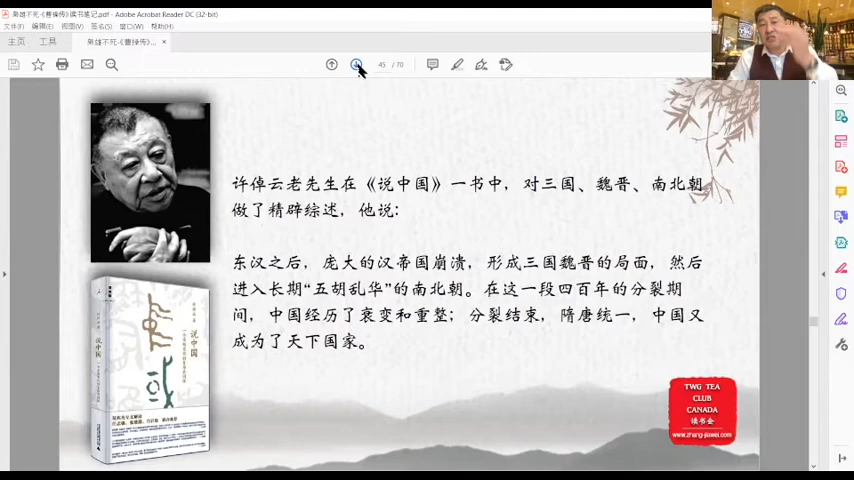 枭雄不死-《曹操传》读书笔记.pdf - Adobe Acrobat Reader DC (32-bit)
文件(F) 编辑(E) 视图(V) 签名(S) 窗口(W) 帮助(H)
主页 工具 枭雄不死-《曹操传》... ×
45 / 70
许倬云老先生在《说中国》一书中，对三国、魏晋、南北朝
做了精辟综述，他说：
东汉之后，庞大的汉帝国崩溃，形成三国魏晋的局面，然后
进入长期“五胡乱华”的南北朝。在这一段四百年的分裂期
间，中国经历了衰变和重整；分裂结束，隋唐统一，中国又
成为了天下国家。
说中国
TWG TEA
CLUB
CANADA
读书会
www.zhang-jiawei.com